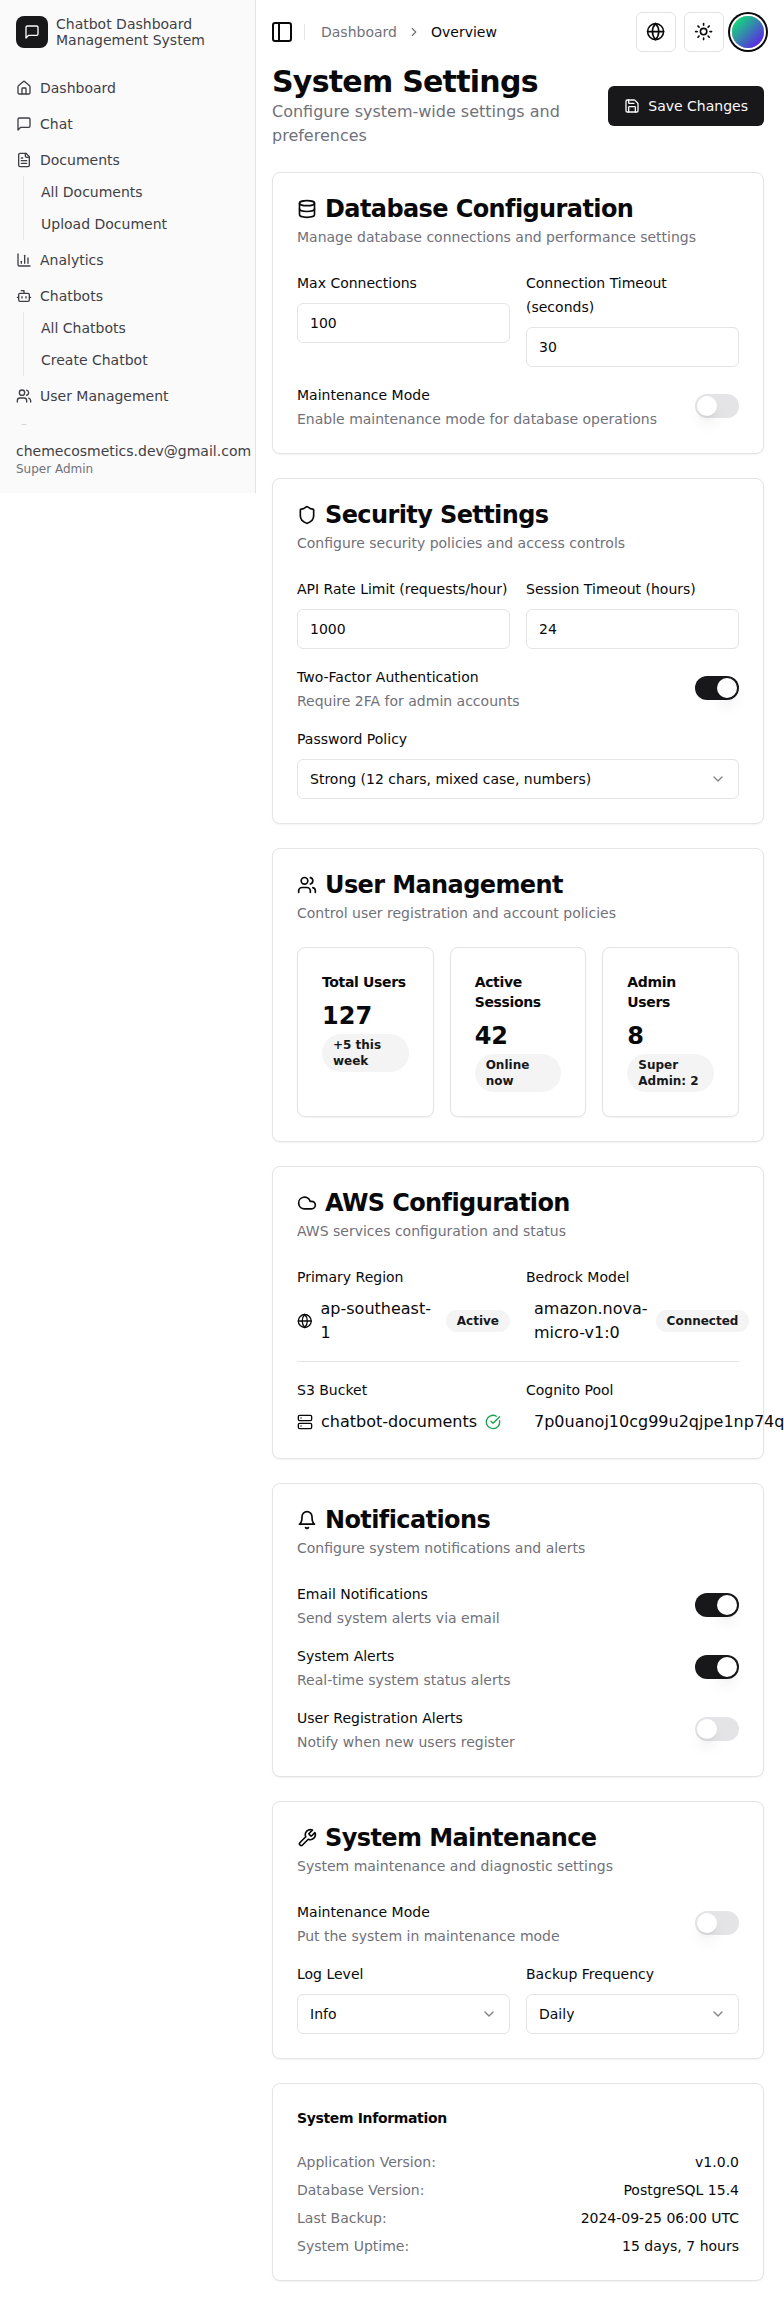 Chatbot Dashboard
Management System
Dashboard
Chat
Documents
All Documents
Upload Document
Analytics
Chatbots
All Chatbots
Create Chatbot
User Management
chemecosmetics.dev@gmail.com
Super Admin
Dashboard
Overview
System Settings
Configure system-wide settings and
preferences
Save Changes
Database Configuration
Manage database connections and performance settings
Max Connections
100
Connection Timeout
(seconds)
30
Maintenance Mode
Enable maintenance mode for database operations
Security Settings
Configure security policies and access controls
API Rate Limit (requests/hour)
1000
Session Timeout (hours)
24
Two-Factor Authentication
Require 2FA for admin accounts
Password Policy
Strong (12 chars, mixed case, numbers)
User Management
Control user registration and account policies
Total Users
127
+5 this
week
Active
Sessions
42
Online
now
Admin
Users
8
Super
Admin: 2
AWS Configuration
AWS services configuration and status
Primary Region
ap-southeast-
1
Active
Bedrock Model
amazon.nova-
micro-v1:0
Connected
S3 Bucket
chatbot-documents
Cognito Pool
7p0uanoj10cg99u2qjpe1np74q
Notifications
Configure system notifications and alerts
Email Notifications
Send system alerts via email
System Alerts
Real-time system status alerts
User Registration Alerts
Notify when new users register
System Maintenance
System maintenance and diagnostic settings
Maintenance Mode
Put the system in maintenance mode
Log Level
Info
Backup Frequency
Daily
System Information
Application Version:
v1.0.0
Database Version:
PostgreSQL 15.4
Last Backup:
2024-09-25 06:00 UTC
System Uptime:
15 days, 7 hours